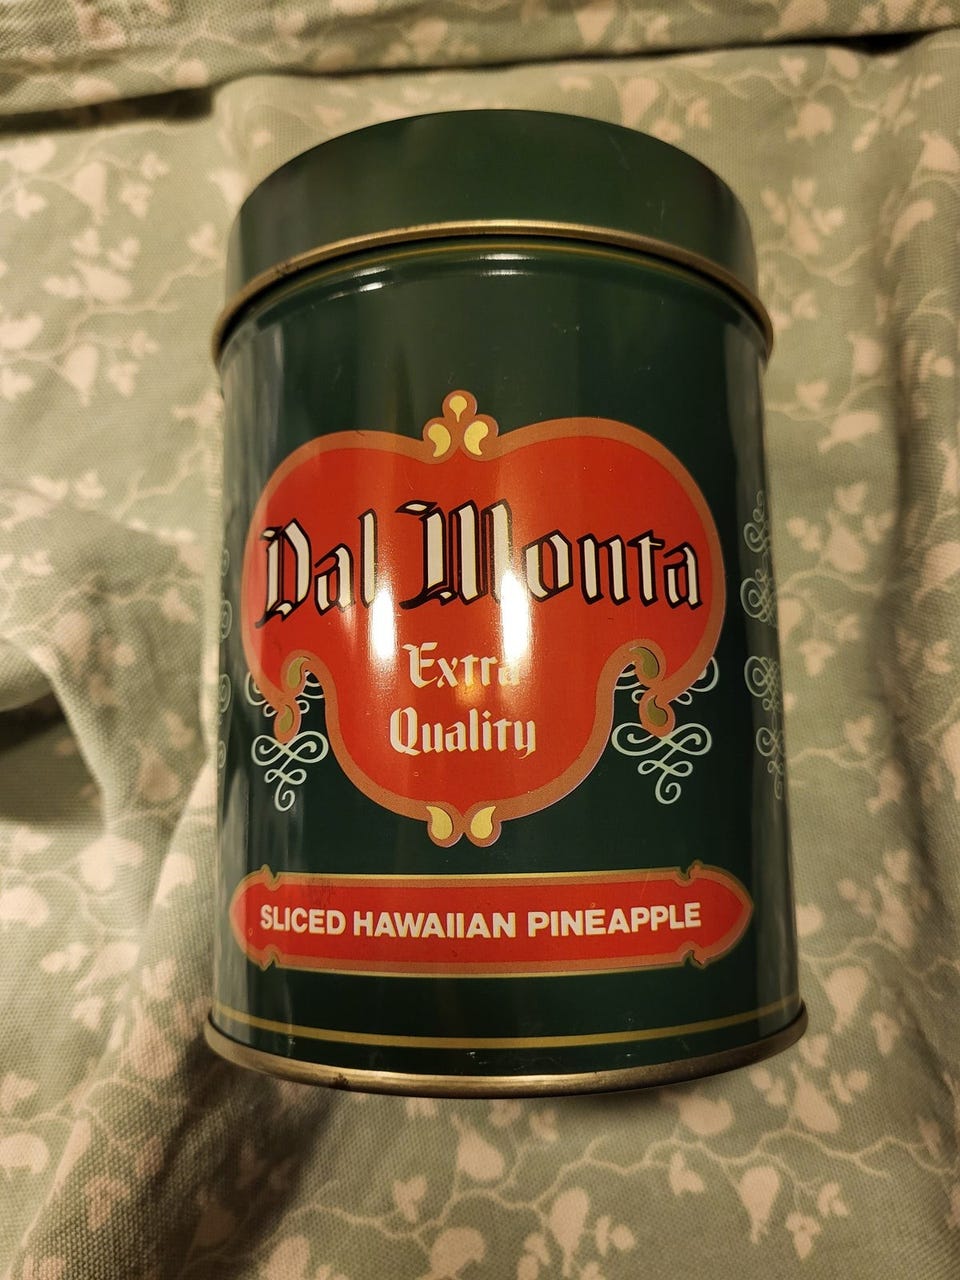 Dal Monta
Extra
Quality
SLICED HAWAIIAN PINEAPPLE